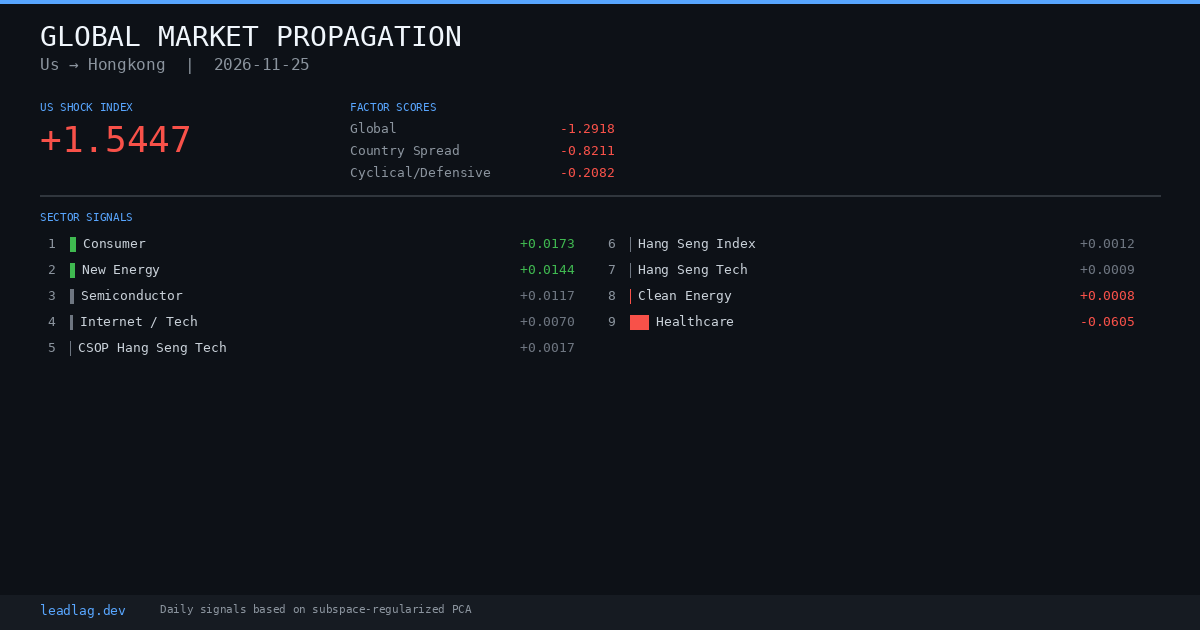 GLOBAL MARKET PROPAGATION
Us → Hongkong | 2026-11-25
US SHOCK INDEX
+1.5447
FACTOR SCORES
Global -1.2918
Country Spread -0.8211
Cyclical/Defensive -0.2082
SECTOR SIGNALS
1 Consumer +0.0173
2 New Energy +0.0144
3 Semiconductor +0.0117
4 Internet / Tech +0.0070
5 CSOP Hang Seng Tech +0.0017
6 Hang Seng Index +0.0012
7 Hang Seng Tech +0.0009
8 Clean Energy +0.0008
9 Healthcare -0.0605
leadlag.dev Daily signals based on subspace-regularized PCA